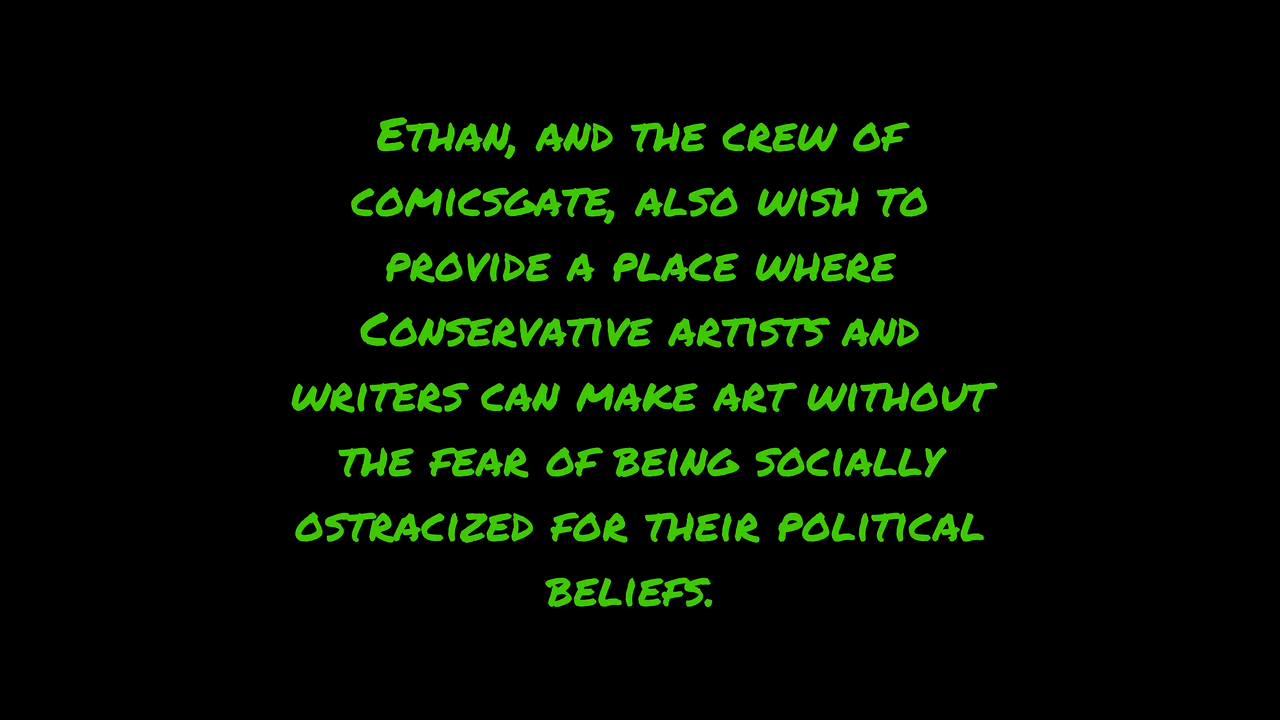 Ethan, and the crew of
comicsgate, also wish to
provide a place where
Conservative artists and
writers can make art without
the fear of being socially
ostracized for their political
beliefs.